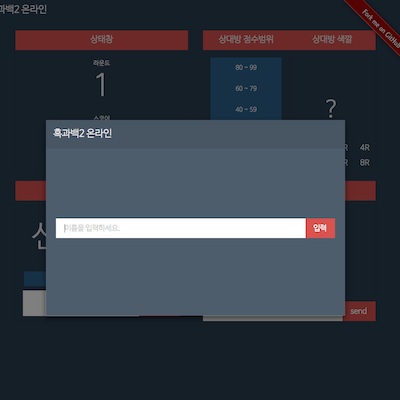 과백2 온라인
Fork me on GitHub
상태창
상대방 점수범위
상대방 색깔
라운드
1
80 ~ 99
60 ~ 79
40 ~ 59
?
R 4R
R 8R
흑과백2 온라인
이름을 입력하세요.
입력
send